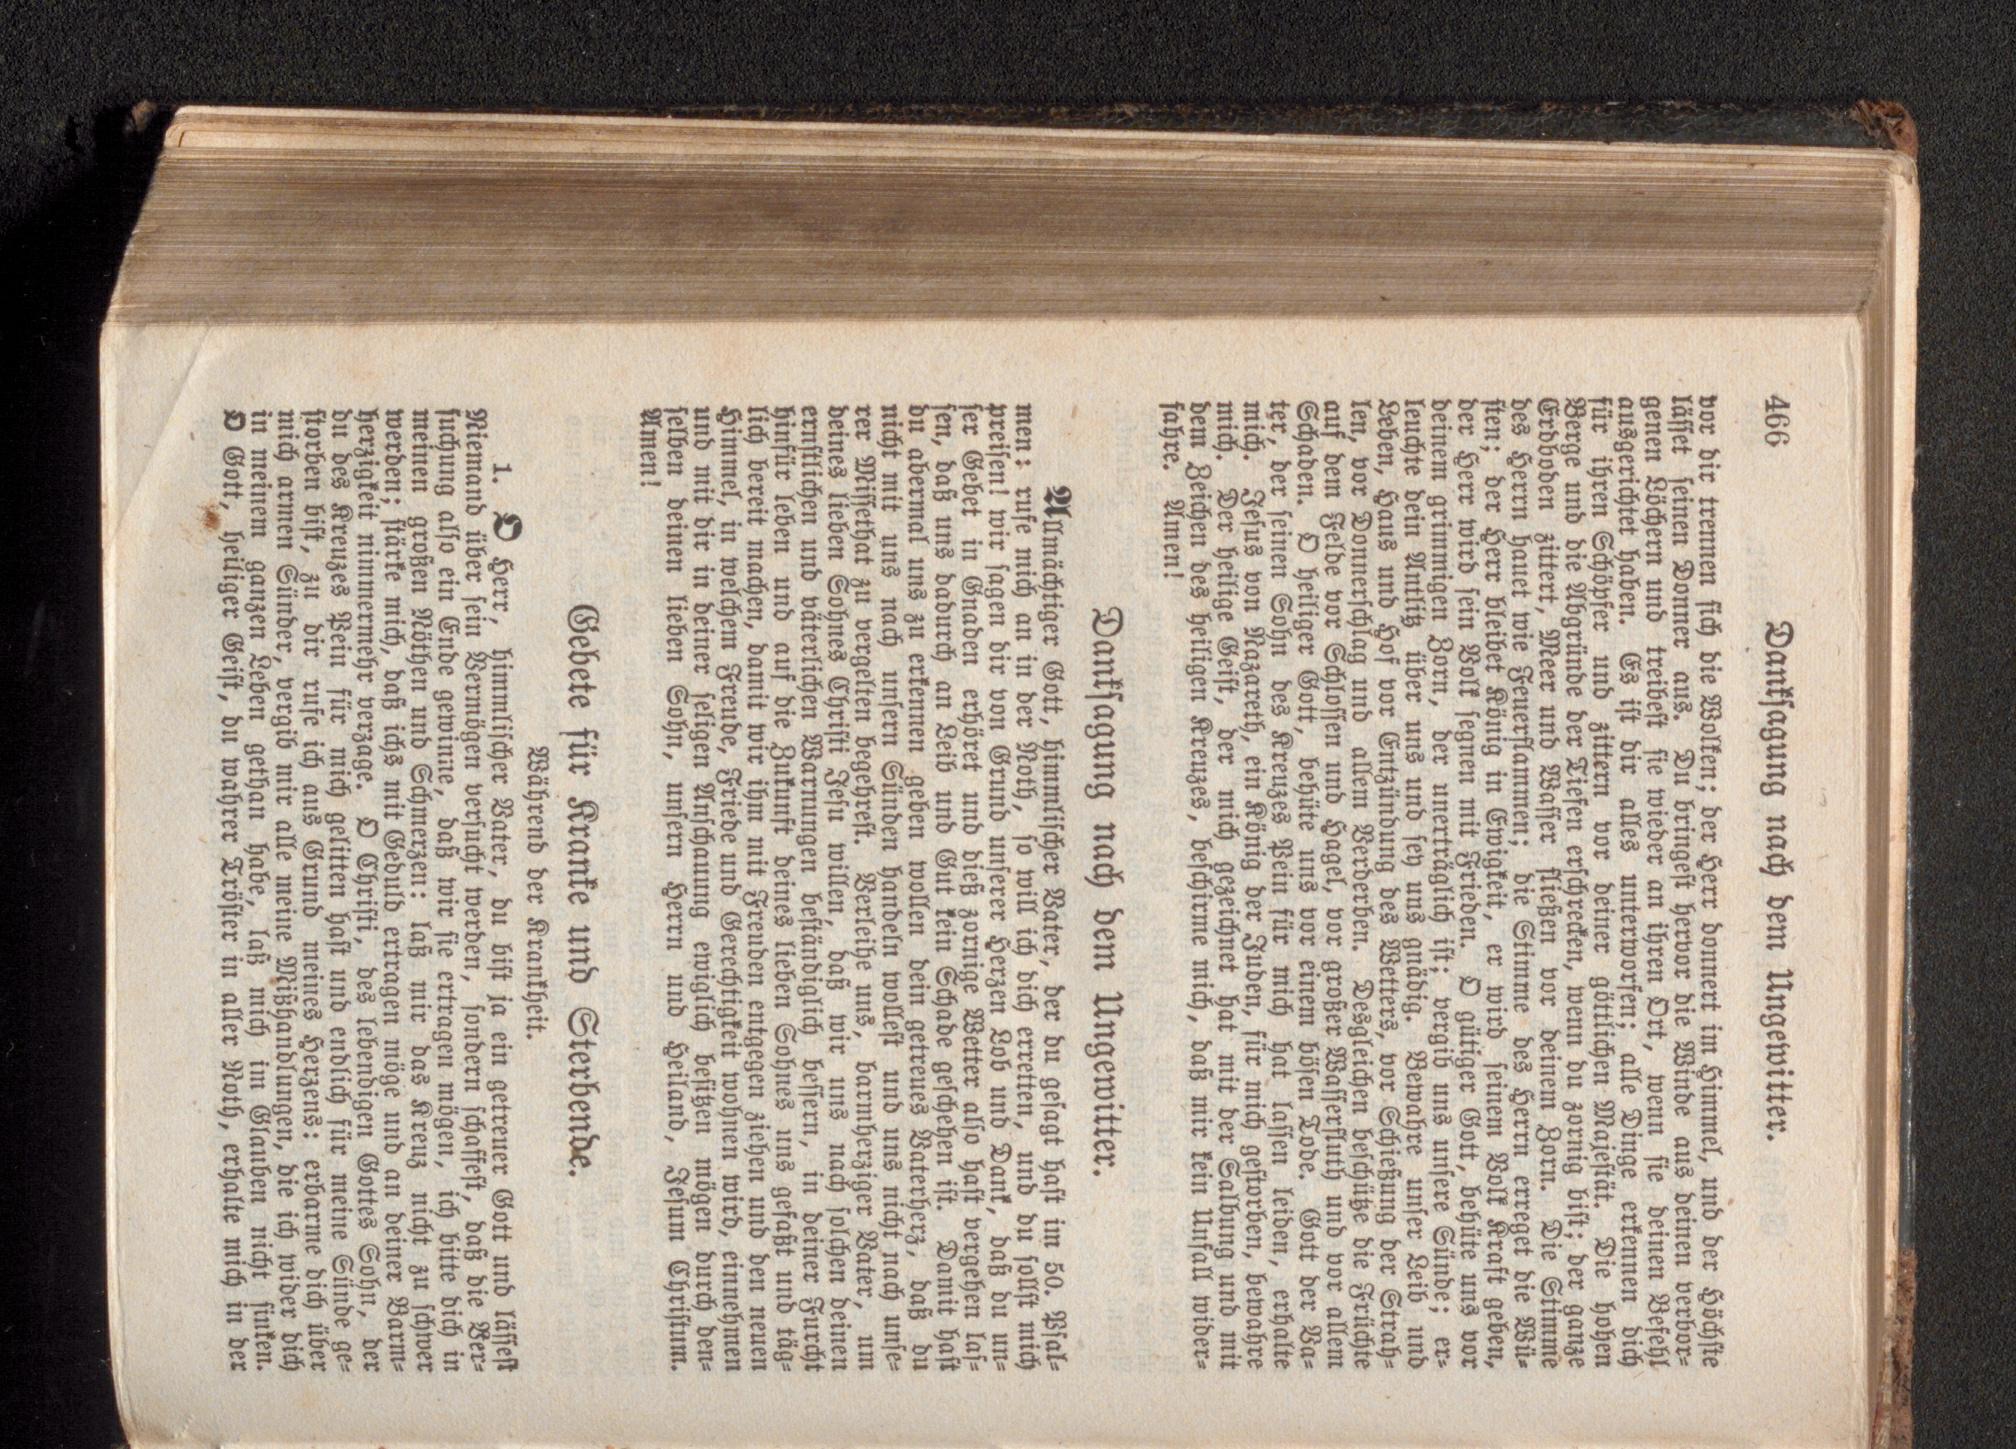 466 Danksagung nach dem Ungewitter.
vor dir trennen sich die Wolken; der Herr donnert im Himmel, und der Höchste
lässet seinen Donner aus. Du bringest hervor die Winde aus deinen verbor-
genen Löchern und treibest sie wieder an ihren Ort, wenn sie deinen Befehl
ausgerichtet haben. Es ist dir alles unterworfen; alle Dinge erkennen dich
für ihren Schöpfer und zittern vor deiner göttlichen Majestät. Die hohen
Berge und die Abgründe der Tiefen erschrecken, wenn du zornig bist; der ganze
Erdboden zittert, Meer und Wasser fließen vor deinem Zorn. Die Stimme
des Herrn hauet wie Feuerflammen; die Stimme des Herrn erreget die Wü-
sten; der Herr bleibet König in Ewigkeit, er wird seinem Volk Kraft geben,
der Herr wird sein Volk segnen mit Frieden. O gütiger Gott, behüte uns vor
deinem grimmigen Zorn, der unerträglich ist; vergib uns unsere Sünde; er-
leuchte dein Antlitz über uns und sey uns gnädig. Bewahre unser Leib und
Leben, Haus und Hof vor Entzündung des Wetters, vor Schießung der Strah-
len, vor Donnerschlag und allem Verderben. Desgleichen beschütze die Früchte
auf dem Felde vor Schlossen und Hagel, vor großer Wasserfluth und vor allem
Schaden. O heiliger Gott, behüte uns vor einem bösen Tode. Gott der Va-
ter, der seinen Sohn des Kreuzes Pein für mich hat lassen leiden, erhalte
mich. Jesus von Nazareth, ein König der Juden, für mich gestorben, bewahre
mich. Der heilige Geist, der mich gezeichnet hat mit der Salbung und mit
dem Zeichen des heiligen Kreuzes, beschirme mich, daß mir kein Unfall wider-
fahre. Amen!
Danksagung nach dem Ungewitter.
Allmächtiger Gott, himmlischer Vater, der du gesagt hast im 50. Psal-
men: rufe mich an in der Noth, so will ich dich erretten, und du sollst mich
preisen! wir sagen dir von Grund unserer Herzen Lob und Dank, daß du un-
ser Gebet in Gnaden erhöret und dieß zornige Wetter also hast vergehen las-
sen, daß uns dadurch an Leib und Gut kein Schade geschehen ist. Damit hast
du abermal uns zu erkennen geben wollen dein getreues Vaterherz, daß du
nicht mit uns nach unsern Sünden handeln wollest und uns nicht nach unse-
rer Missethat zu vergelten begehrest. Verleihe uns, barmherziger Vater, um
deines lieben Sohnes Christi Jesu willen, daß wir uns nach solchen deinen
ernstlichen und väterlichen Warnungen beständiglich bessern, in deiner Furcht
hinfür leben und auf die Zukunft deines lieben Sohnes uns gefaßt und täg-
lich bereit machen, damit wir ihm mit Freuden entgegen ziehen und den neuen
Himmel, in welchem Freude, Friede und Gerechtigkeit wohnen wird, einnehmen
und mit dir in deiner seligen Anschauung ewiglich besitzen mögen durch den-
selben deinen lieben Sohn, unsern Herrn und Heiland, Jesum Christum.
Amen!
Gebete für Kranke und Sterbende.
Während der Krankheit.
1. O Herr, himmlischer Vater, du bist ja ein getreuer Gott und lässest
Niemand über sein Vermögen versucht werden, sondern schaffest, daß die Ver-
suchung also ein Ende gewinne, daß wir sie ertragen mögen, ich bitte dich in
meinen großen Nöthen und Schmerzen: laß mir das Kreuz nicht zu schwer
werden; stärke mich, daß ichs mit Geduld ertragen möge und an deiner Barm-
herzigkeit nimmermehr verzage. O Christi, des lebendigen Gottes Sohn, der
du des Kreuzes Pein für mich gelitten hast und endlich für meine Sünde ge-
storben bist, zu dir rufe ich aus Grund meines Herzens: erbarme dich über
mich armen Sünder, vergib mir alle meine Mißhandlungen, die ich wider dich
in meinem ganzen Leben gethan habe, laß mich in Glauben nicht sinken.
O Gott, heiliger Geist, du wahrer Tröster in aller Noth, erhalte mich in der